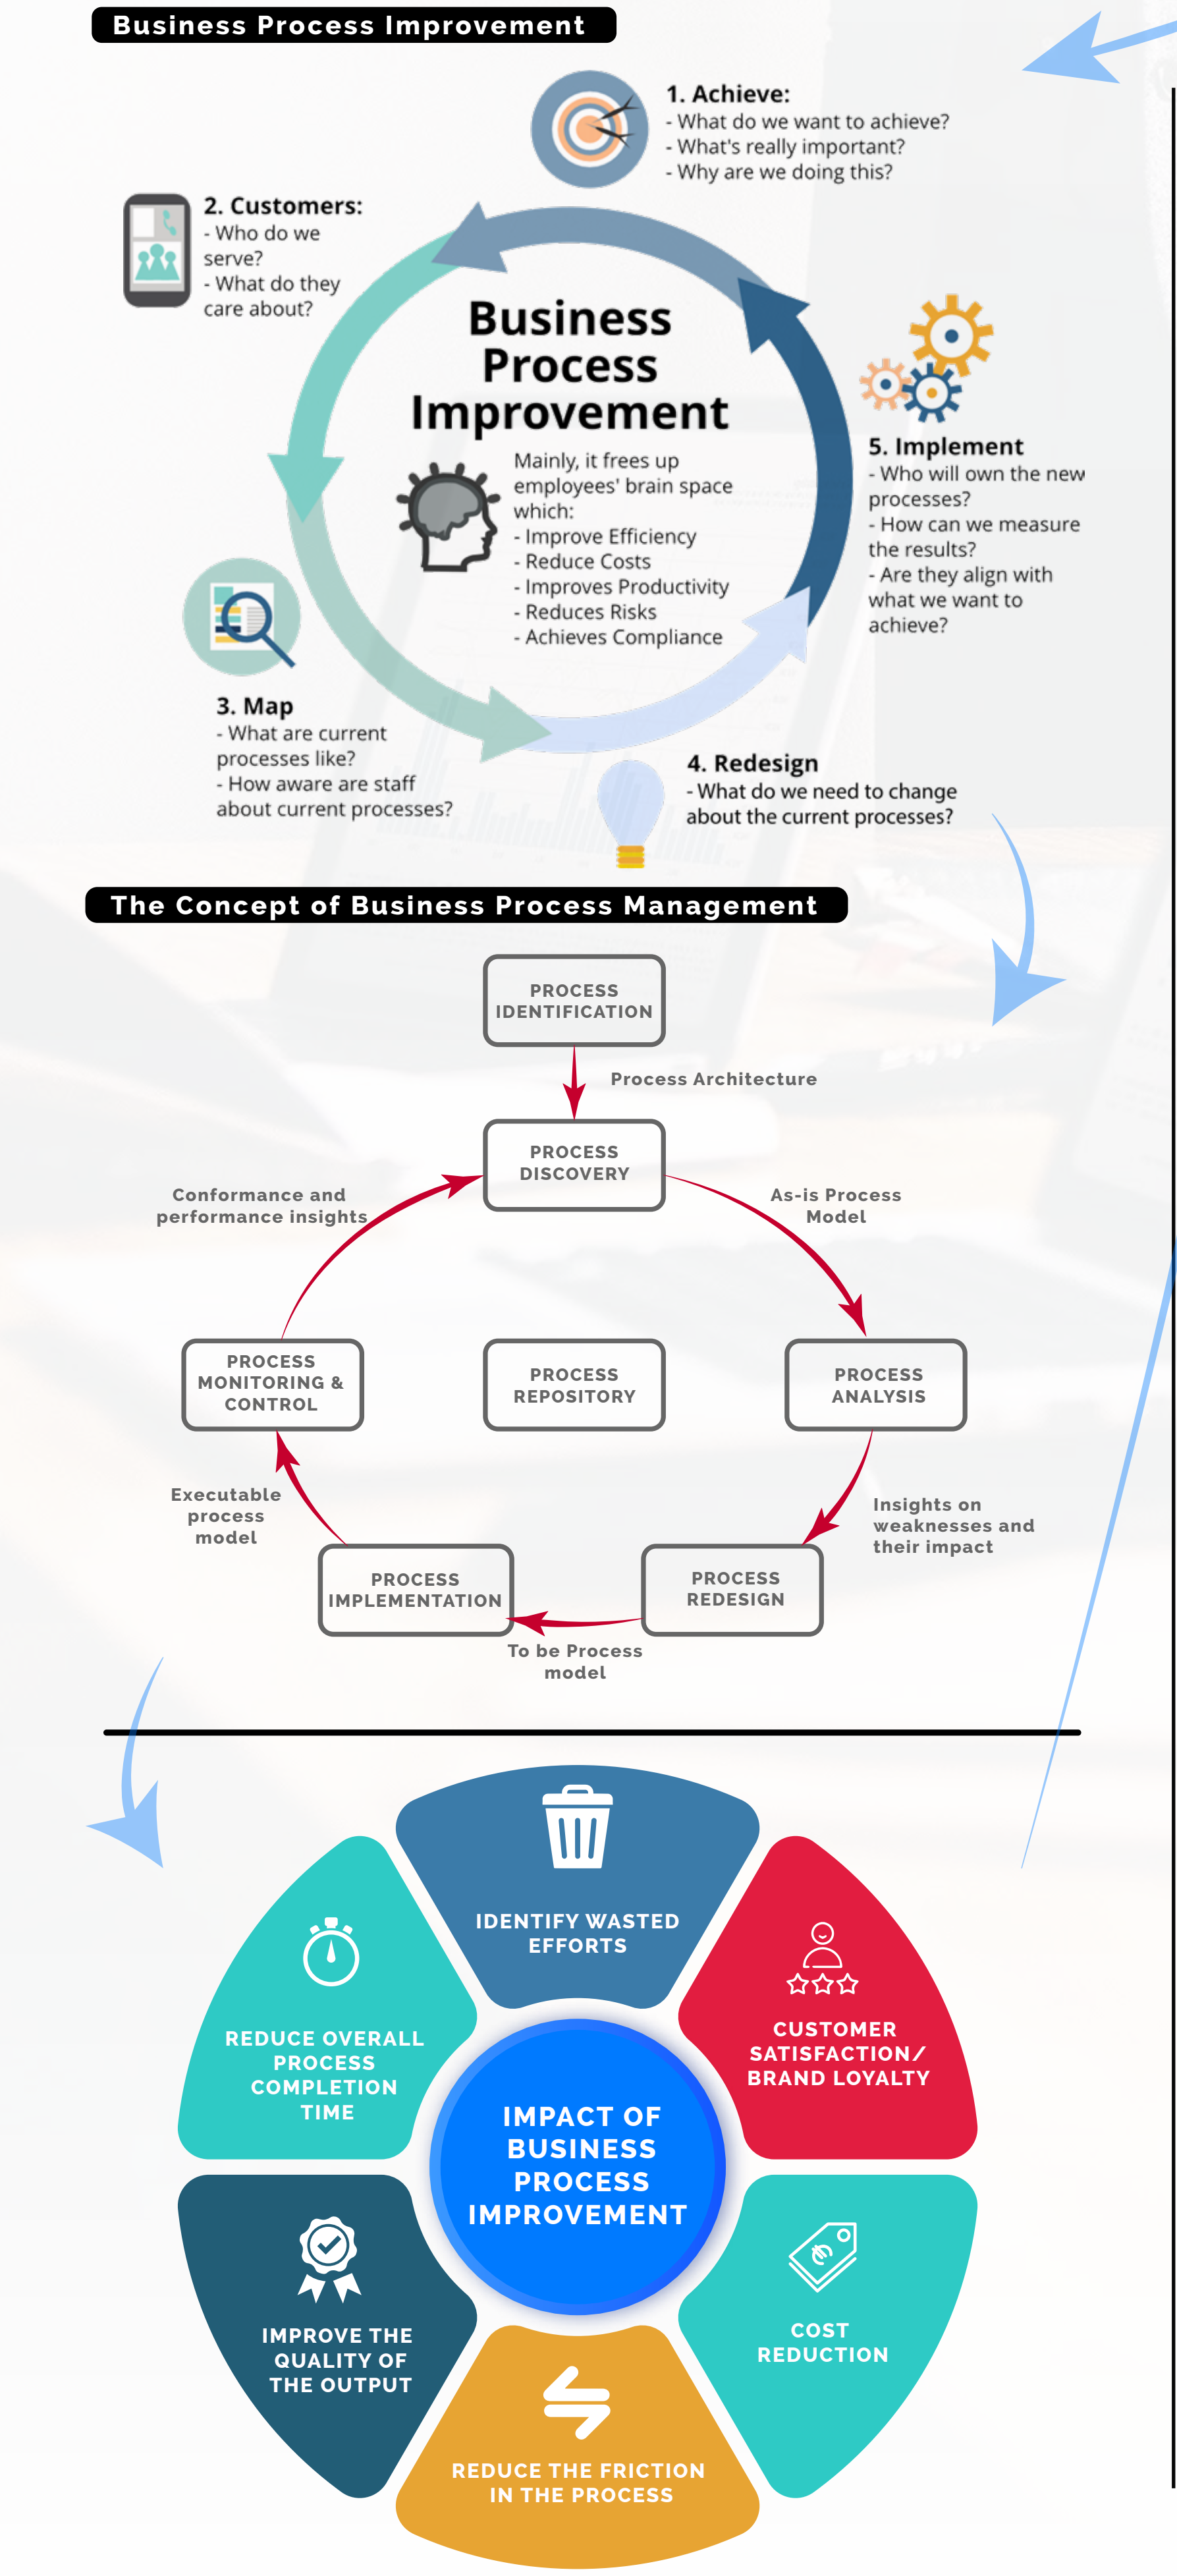 Business Process Improvement
1. Achieve:
- What do we want to achieve?
- What's really important?
- Why are we doing this?
2. Customers:
- Who do we
serve?
- What do they
care about?
Business
Process
Improvement
Mainly, it frees up
employees' brain space
which:
- Improve Efficiency
- Reduce Costs
- Improves Productivity
- Reduces Risks
- Achieves Compliance
5. Implement
- Who will own the new
processes?
- How can we measure
the results?
- Are they align with
what we want to
achieve?
3. Map
- What are current
processes like?
- How aware are staff
about current processes?
4. Redesign
- What do we need to change
about the current processes?
The Concept of Business Process Management
PROCESS
IDENTIFICATION
Process Architecture
PROCESS
DISCOVERY
Conformance and
performance insights
As-is Process
Model
PROCESS
MONITORING &
CONTROL
PROCESS
REPOSITORY
PROCESS
ANALYSIS
Executable
process
model
Insights on
weaknesses and
their impact
PROCESS
IMPLEMENTATION
PROCESS
REDESIGN
To be Process
model
IDENTIFY WASTED
EFFORTS
REDUCE OVERALL
PROCESS
COMPLETION
TIME
CUSTOMER
SATISFACTION/
BRAND LOYALTY
IMPACT OF
BUSINESS
PROCESS
IMPROVEMENT
IMPROVE THE
QUALITY OF
THE OUTPUT
COST
REDUCTION
REDUCE THE FRICTION
IN THE PROCESS